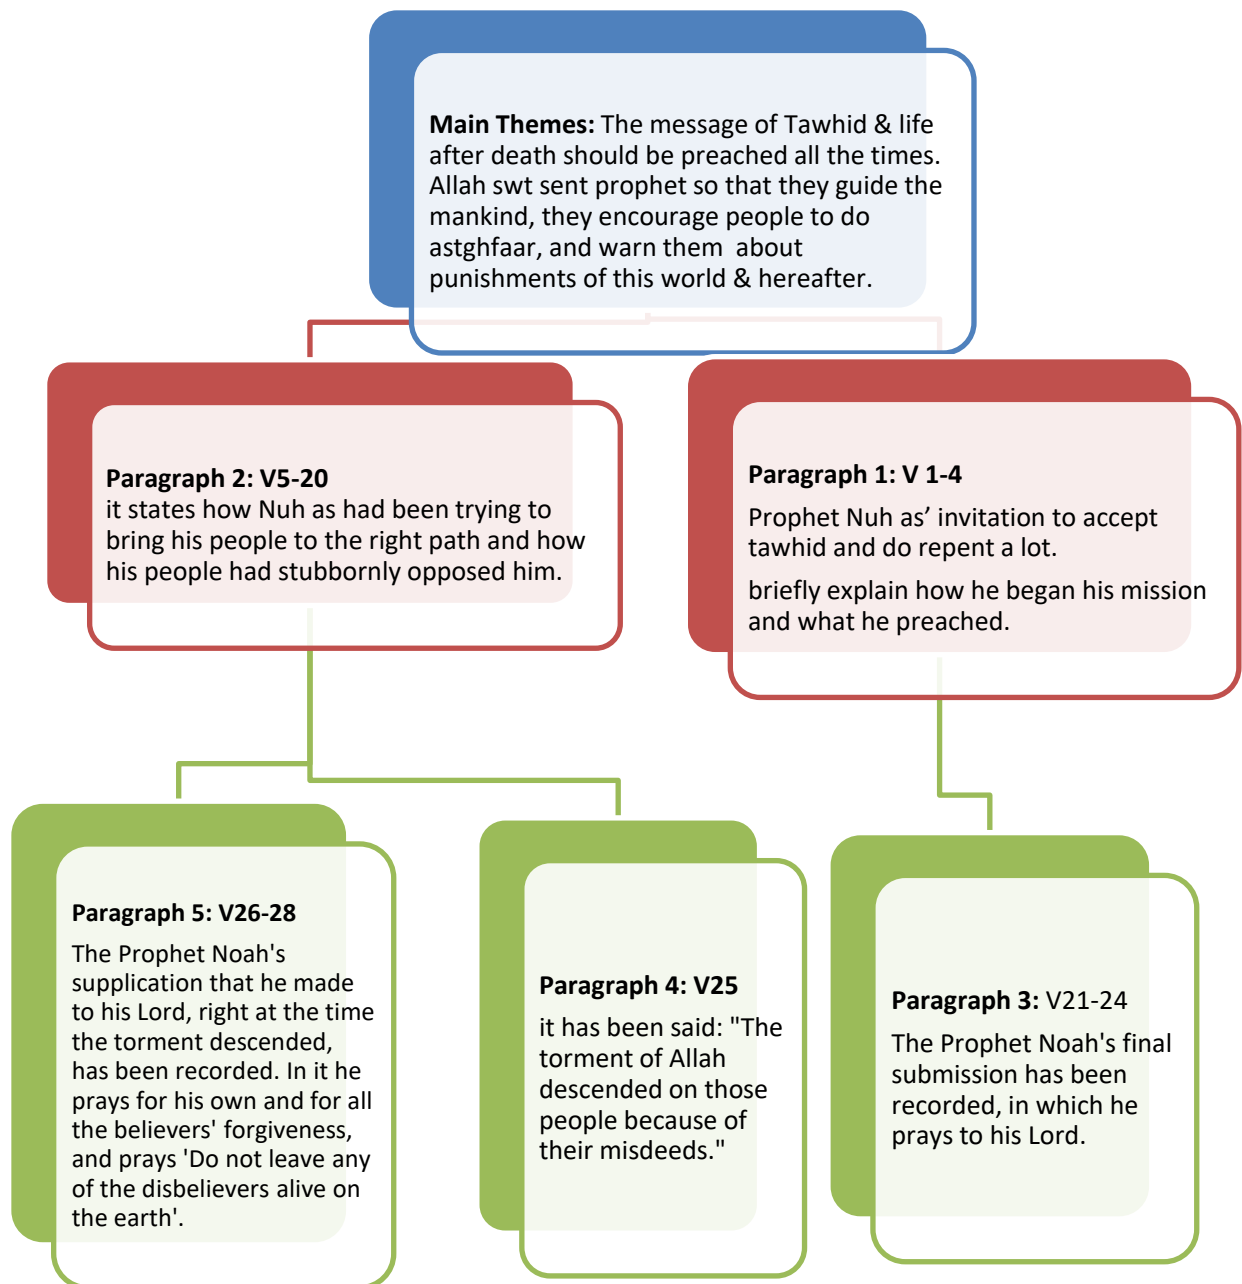 Main Themes: The message of Tawhid & life
after death should be preached all the times.
Allah swt sent prophet so that they guide the
mankind, they encourage people to do
astghfaar, and warn them  about
punishments of this world & hereafter.
Paragraph 2: V5-20
it states how Nuh as had been trying to
bring his people to the right path and how
his people had stubbornly opposed him.
Paragraph 1: V 1-4
Prophet Nuh as’ invitation to accept
tawhid and do repent a lot.
briefly explain how he began his mission
and what he preached.
Paragraph 5: V26-28
The Prophet Noah's
supplication that he made
to his Lord, right at the time
the torment descended,
has been recorded. In it he
prays for his own and for all
the believers' forgiveness,
and prays 'Do not leave any
of the disbelievers alive on
the earth'.
Paragraph 4: V25
it has been said: "The
torment of Allah
descended on those
people because of
their misdeeds."
Paragraph 3: V21-24
The Prophet Noah's final
submission has been
recorded, in which he
prays to his Lord.